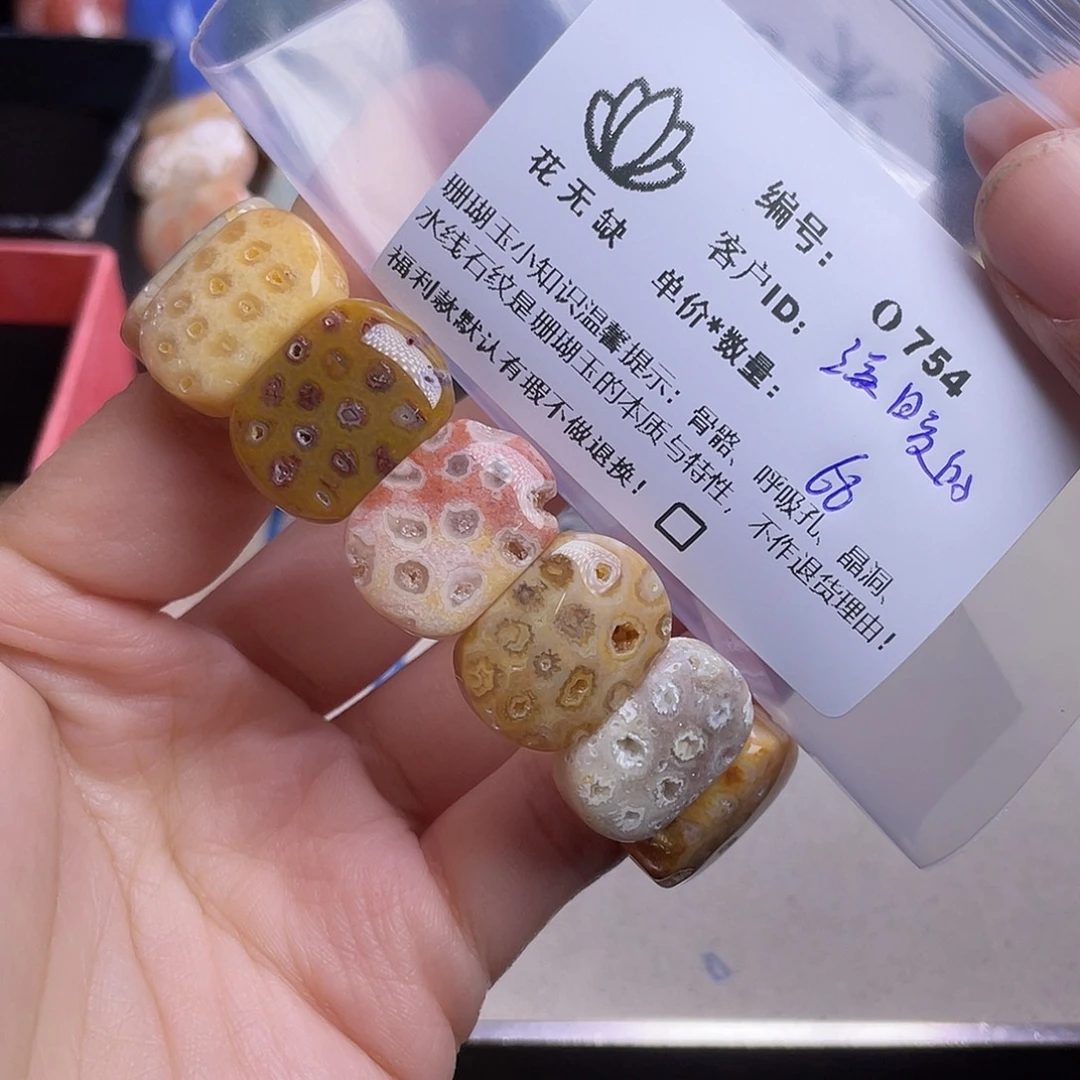 花无缺
编号: 0754
客户ID:
单价*数量: 68
珊瑚玉小知识温馨提示: 骨骼、呼吸孔、晶洞、
水线石纹是珊瑚玉的本质与特性，不作退货理由!
福利款默认有瑕不做退换!